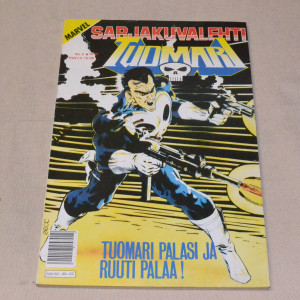 MARVEL
SARJAKUVALEHTI
TUOMARI
TUOMARI PALASI JA
RUUTI PALAA!